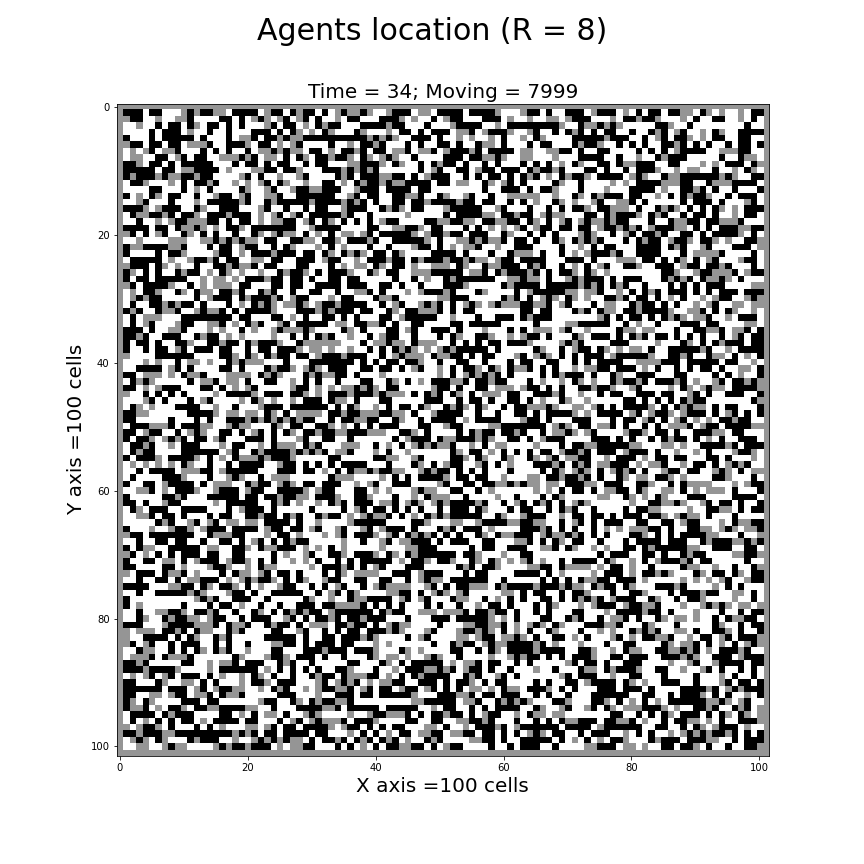 Agents location (R = 8)
Time = 34; Moving = 7999
0
20
40
60
80
100
Y axis =100 cells
0 20 40 60 80 100
X axis =100 cells